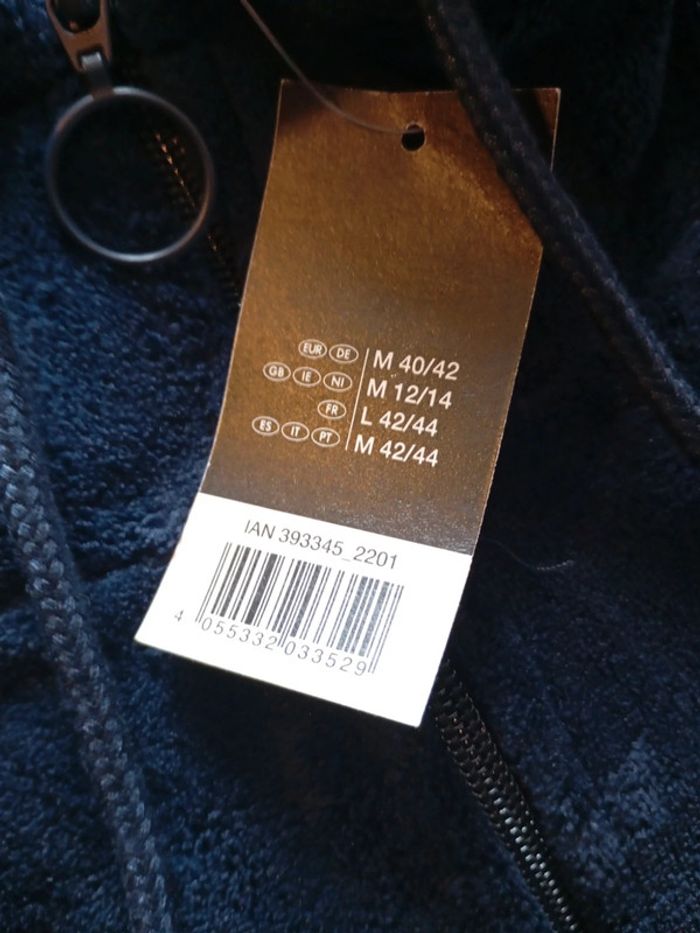 EUR DE M 40/42
GB IE NI M 12/14
FR L 42/44
ES IT PT M 42/44
IAN 393345_2201
4 055332 033529